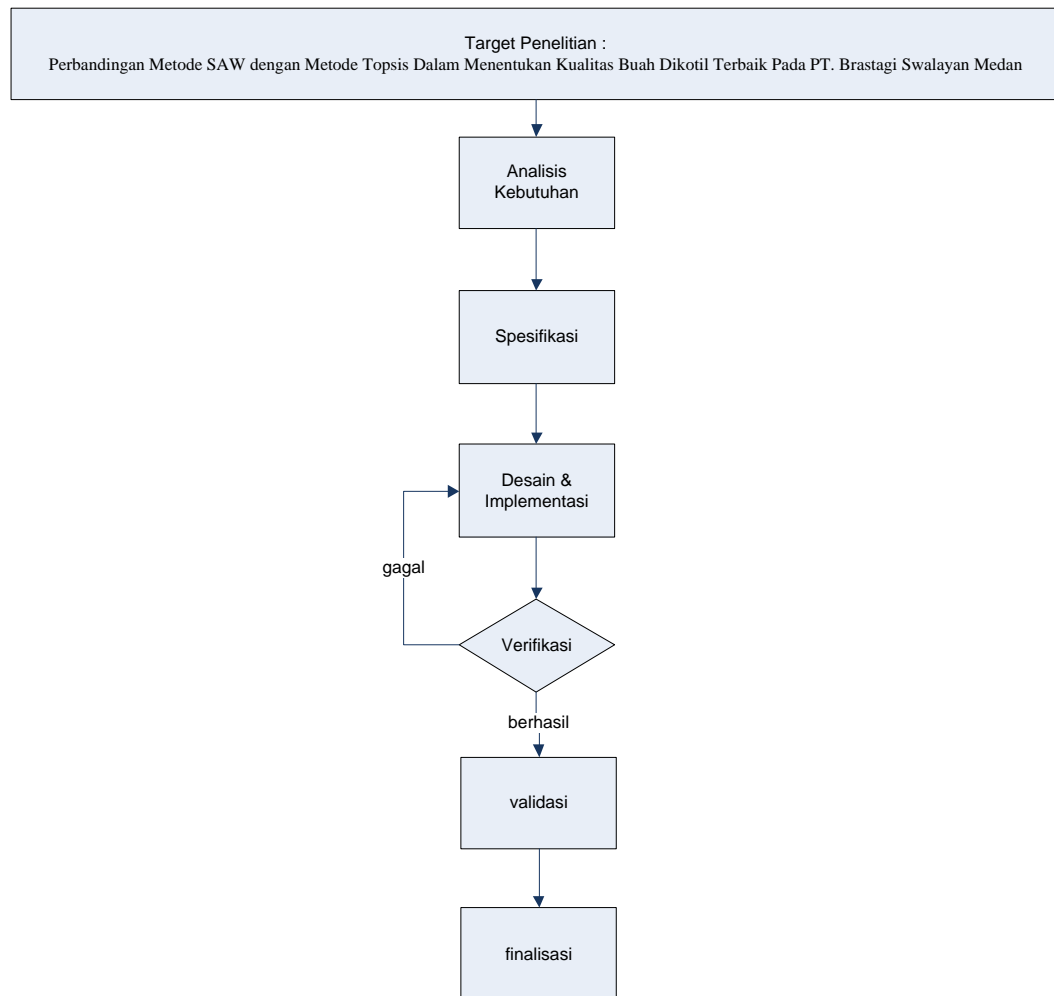 Target Penelitian :
Perbandingan Metode SAW dengan Metode Topsis Dalam Menentukan Kualitas Buah Dikotil Terbaik Pada PT. Brastagi Swalayan Medan
Analisis
Kebutuhan
Spesifikasi
Desain &
Implementasi
gagal
Verifikasi
berhasil
validasi
finalisasi